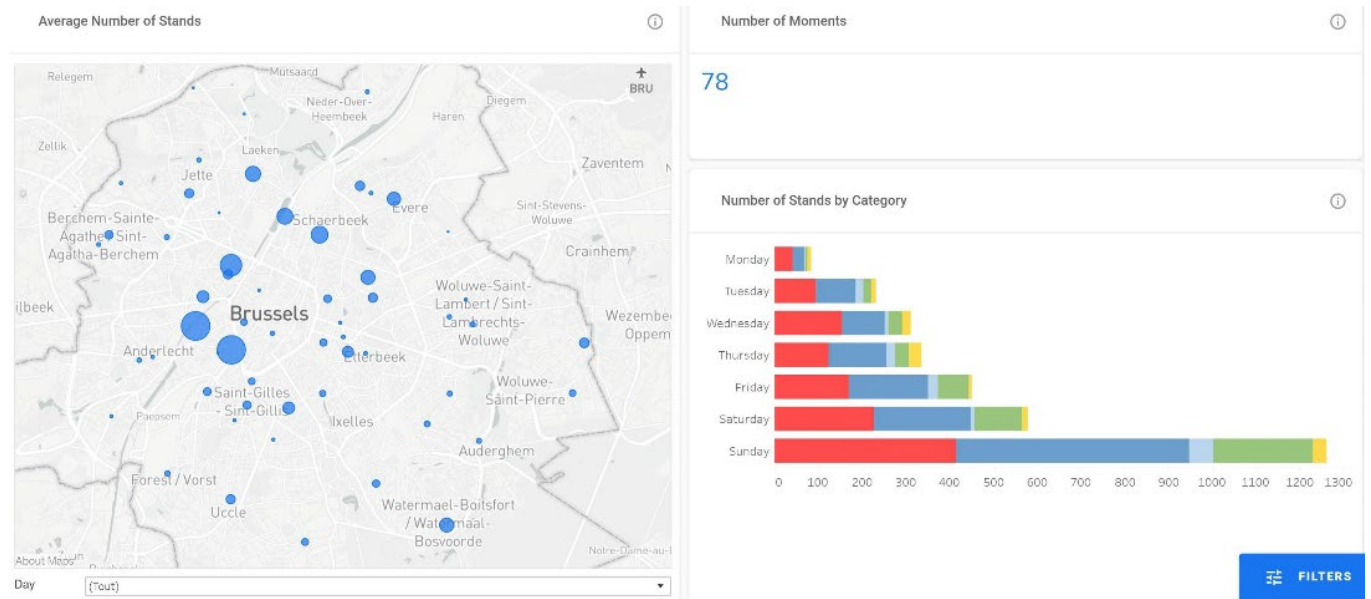 Average Number of Stands
Relegem
Mutsaard
BRU
Neder-Over-
Heembeek
Diegem
Haren
Zellik
Laeken
Zaventem
Jette
Evere
Sint-Stevens-
Woluwe
Berchem-Sainte-
Agathe / Sint-
Agatha-Berchem
Schaerbeek
Crainhem
Woluwe-Saint-
Lambert / Sint-
Lambrechts-
Woluwe
ilbeek
Brussels
Wezembe
Oppem
Anderlecht
Etterbeek
Woluwe-
Saint-Pierre
Saint-Gilles
- Sint-Gillis
Paepsem
Ixelles
Auderghem
Forest / Vorst
Uccle
Watermael-Boitsfort
/ Watermaal-
Bosvoorde
Notre-Dame-au-
About Maps
Day
(Tout)
Number of Moments
78
Number of Stands by Category
Monday
Tuesday
Wednesday
Thursday
Friday
Saturday
Sunday
0 100 200 300 400 500 600 700 800 900 1000 1100 1200 1300
FILTERS